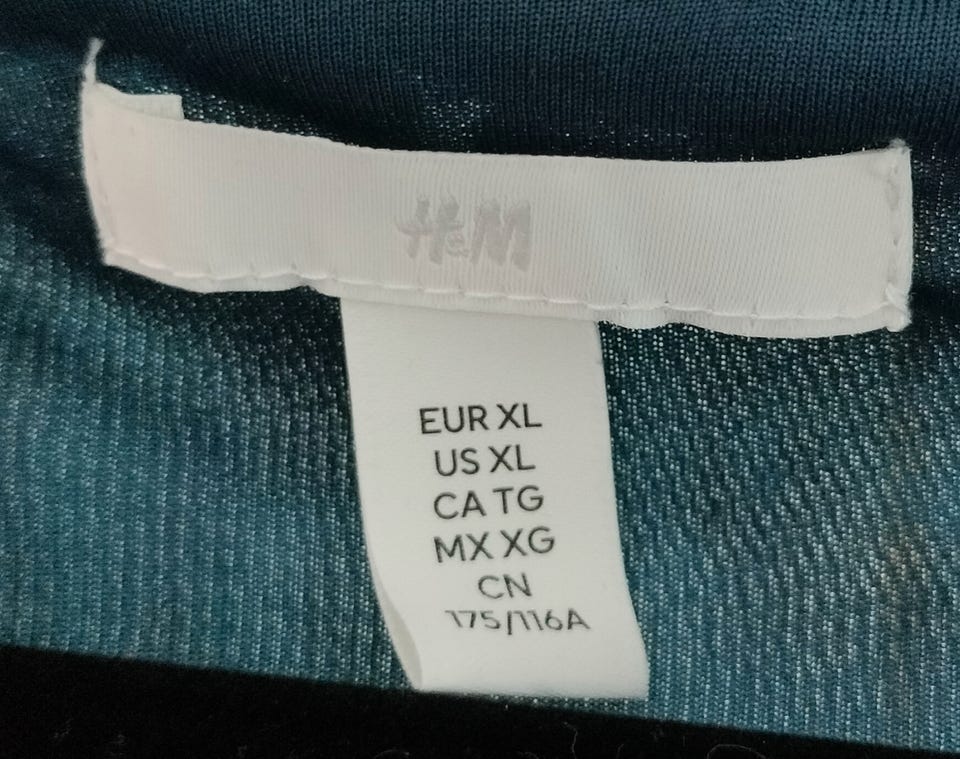 H&M
EUR XL
US XL
CA TG
MX XG
CN
175/116A